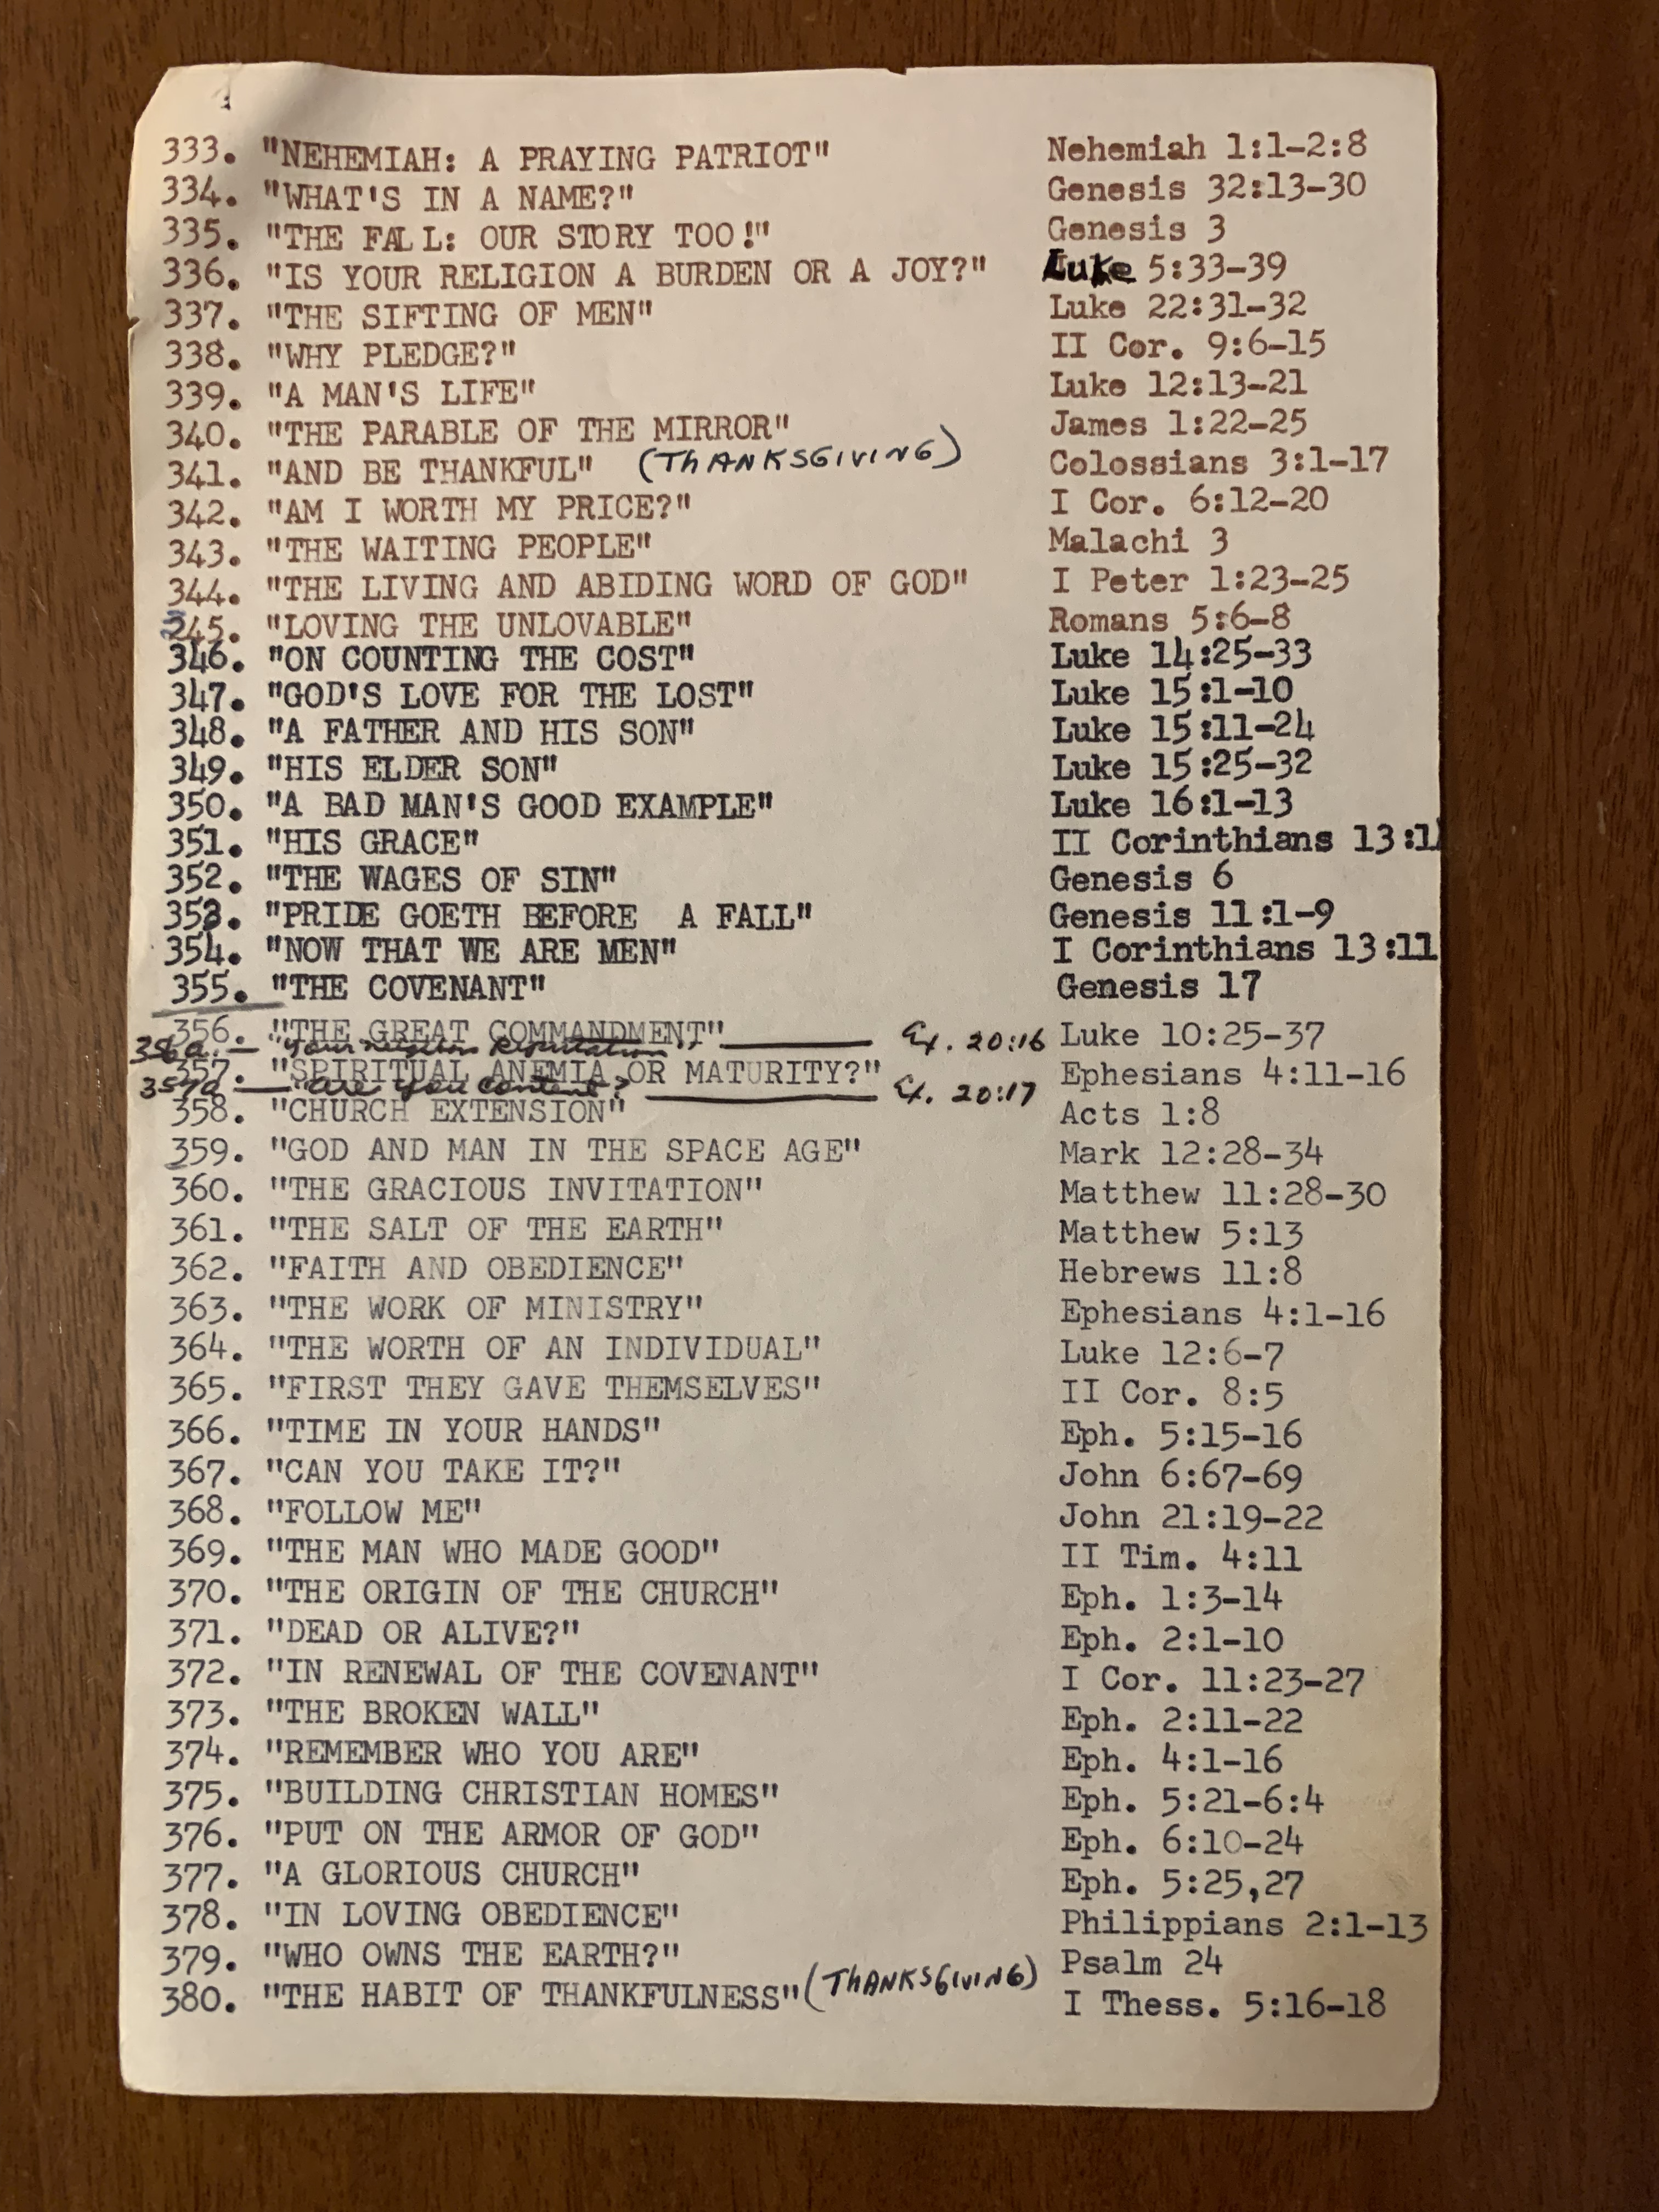 333. "NEHEMIAH: A PRAYING PATRIOT" Nehemiah 1:1-2:8
334. "WHAT'S IN A NAME?" Genesis 32:13-30
335. "THE FALL: OUR STORY TOO!" Genesis 3
336. "IS YOUR RELIGION A BURDEN OR A JOY?" Luke 5:33-39
337. "THE SIFTING OF MEN" Luke 22:31-32
338. "WHY PLEDGE?" II Cor. 9:6-15
339. "A MAN'S LIFE" Luke 12:13-21
340. "THE PARABLE OF THE MIRROR" James 1:22-25
341. "AND BE THANKFUL" (THANKSGIVING) Colossians 3:1-17
342. "AM I WORTH MY PRICE?" I Cor. 6:12-20
343. "THE WAITING PEOPLE" Malachi 3
344. "THE LIVING AND ABIDING WORD OF GOD" I Peter 1:23-25
345. "LOVING THE UNLOVABLE" Romans 5:6-8
346. "ON COUNTING THE COST" Luke 14:25-33
347. "GOD'S LOVE FOR THE LOST" Luke 15:1-10
348. "A FATHER AND HIS SON" Luke 15:11-24
349. "HIS ELDER SON" Luke 15:25-32
350. "A BAD MAN'S GOOD EXAMPLE" Luke 16:1-13
351. "HIS GRACE" II Corinthians 13:1
352. "THE WAGES OF SIN" Genesis 6
353. "PRIDE GOETH BEFORE A FALL" Genesis 11:1-9
354. "NOW THAT WE ARE MEN" I Corinthians 13:11
355. "THE COVENANT" Genesis 17
356. "THE GREAT COMMANDMENT" Luke 10:25-37
356a. — "Your neighbors Reputation" Ex. 20:16
357. "SPIRITUAL ANEMIA OR MATURITY?" Ephesians 4:11-16
357a — "Are you content? Ex. 20:17
358. "CHURCH EXTENSION" Acts 1:8
359. "GOD AND MAN IN THE SPACE AGE" Mark 12:28-34
360. "THE GRACIOUS INVITATION" Matthew 11:28-30
361. "THE SALT OF THE EARTH" Matthew 5:13
362. "FAITH AND OBEDIENCE" Hebrews 11:8
363. "THE WORK OF MINISTRY" Ephesians 4:1-16
364. "THE WORTH OF AN INDIVIDUAL" Luke 12:6-7
365. "FIRST THEY GAVE THEMSELVES" II Cor. 8:5
366. "TIME IN YOUR HANDS" Eph. 5:15-16
367. "CAN YOU TAKE IT?" John 6:67-69
368. "FOLLOW ME" John 21:19-22
369. "THE MAN WHO MADE GOOD" II Tim. 4:11
370. "THE ORIGIN OF THE CHURCH" Eph. 1:3-14
371. "DEAD OR ALIVE?" Eph. 2:1-10
372. "IN RENEWAL OF THE COVENANT" I Cor. 11:23-27
373. "THE BROKEN WALL" Eph. 2:11-22
374. "REMEMBER WHO YOU ARE" Eph. 4:1-16
375. "BUILDING CHRISTIAN HOMES" Eph. 5:21-6:4
376. "PUT ON THE ARMOR OF GOD" Eph. 6:10-24
377. "A GLORIOUS CHURCH" Eph. 5:25,27
378. "IN LOVING OBEDIENCE" Philippians 2:1-13
379. "WHO OWNS THE EARTH?" Psalm 24
380. "THE HABIT OF THANKFULNESS" (THANKSGIVING) I Thess. 5:16-18